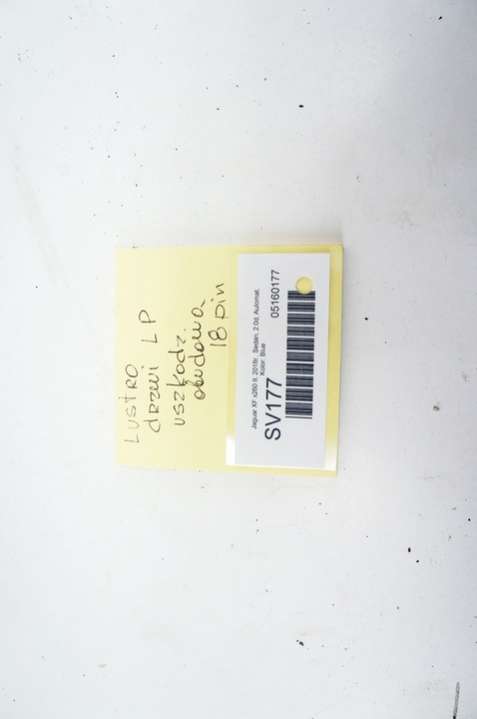 LUSTRO
drzwi LP
uszkodz.
obudowa
18 pin
Jaguar XF x260 II, 2018r., Sedan, 2.0d, Automat,
Kolor: Blue
SV177
05160177